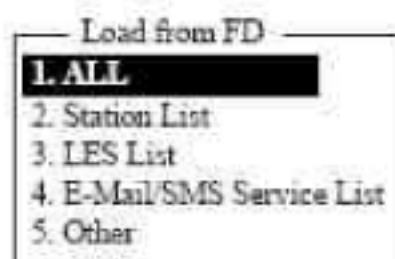 Load from FD
1. ALL
2. Station List
3. LES List
4. E-Mail/SMS Service List
5. Other